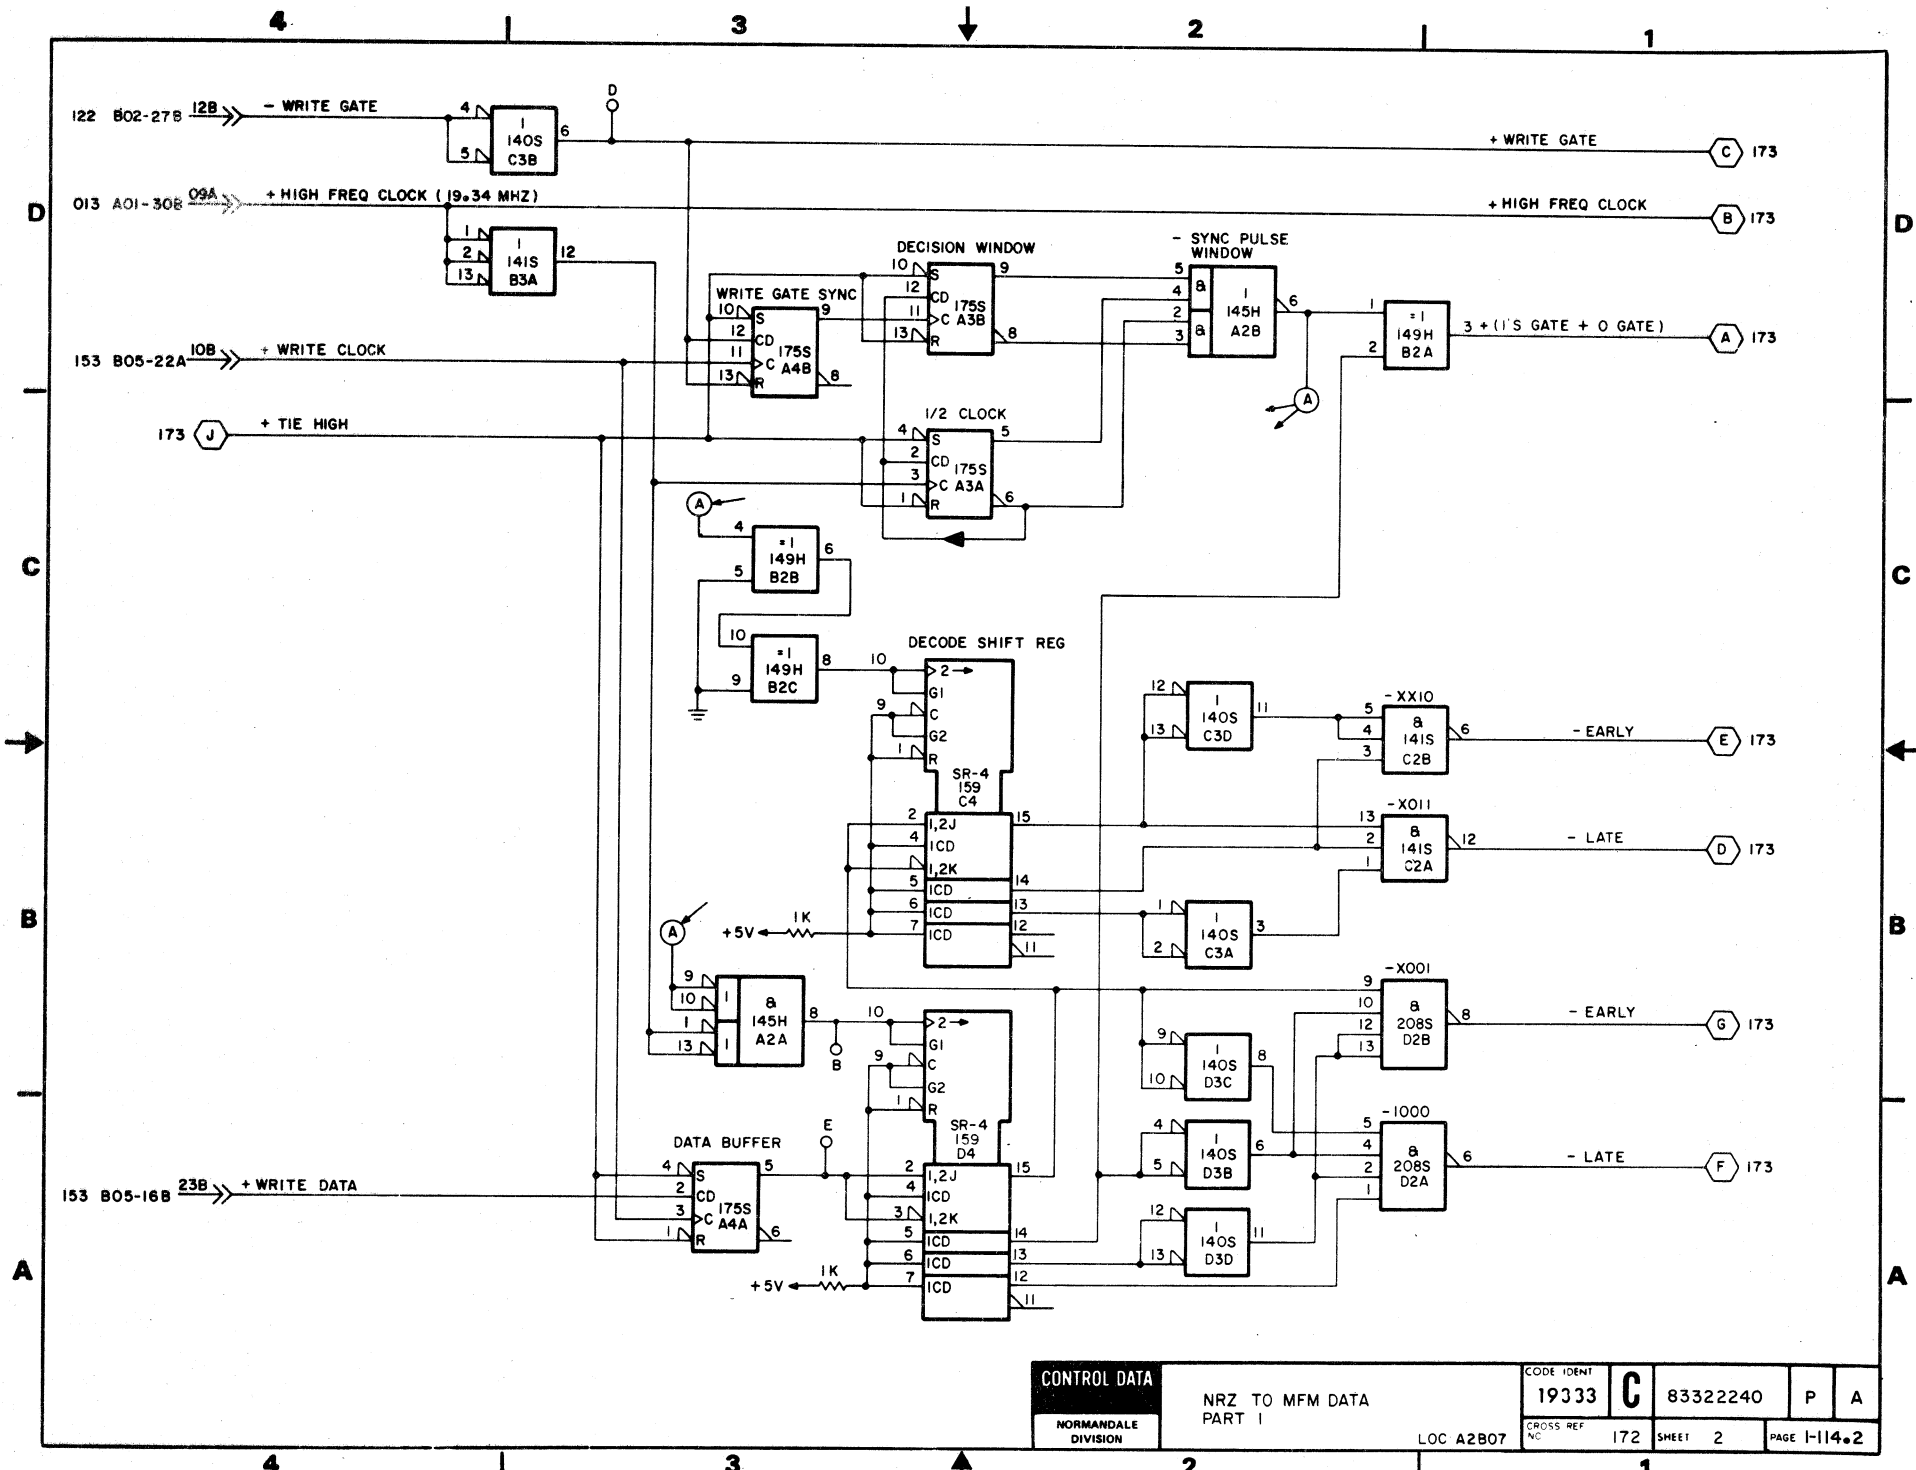 4 3 2 1
D
122 B02-27B 12B - WRITE GATE
4 5 1 140S C3B 6
D
+ WRITE GATE C 173
013 A01-30B 09A + HIGH FREQ CLOCK (19.34 MHZ)
+ HIGH FREQ CLOCK B 173
D
1 2 13 1 141S B3A 12
153 B05-22A 10B + WRITE CLOCK
WRITE GATE SYNC
10 S 12 CD 11 C 13 R 175S A4B 9 8
DECISION WINDOW
10 S 12 CD 11 C 13 R 175S A3B 9 8
- SYNC PULSE
WINDOW
5 4 2 3 & & 1 145H A2B 6
A
1 2 =1 149H B2A 3 + (1'S GATE + 0 GATE) A 173
173 J + TIE HIGH
1/2 CLOCK
4 S 2 CD 3 C 1 R 175S A3A 5 6
C
A
4 5 =1 149H B2B 6
10 9 =1 149H B2C 8
C
DECODE SHIFT REG
10 2→
G1
9 C
G2
1 R
SR-4
159
C4
2 1,2J 15
4 1CD
1,2K
5 1CD 14
6 1CD 13
7 1CD 12
11
+5V 1K
12 13 1 140S C3D 11
- XX10
5 4 3 & 141S C2B 6 - EARLY E 173
- X011
13 2 1 & 141S C2A 12 - LATE D 173
1 2 1 140S C3A 3
B
B
A
9 10 1 13 1 1 & 145H A2A 8
B
10 2→
G1
9 C
G2
1 R
SR-4
159
D4
2 1,2J 15
4 1CD
3 1,2K
5 1CD 14
6 1CD 13
7 1CD 12
11
+5V 1K
- X001
9 10 12 13 & 208S D2B 8 - EARLY G 173
9 10 1 140S D3C 8
4 5 1 140S D3B 6
12 13 1 140S D3D 11
- 1000
5 4 2 1 & 208S D2A 6 - LATE F 173
DATA BUFFER
E
153 B05-16B 23B + WRITE DATA
4 S 2 CD 3 C 1 R 175S A4A 5 6
A
A
CONTROL DATA
NORMANDALE
DIVISION
NRZ TO MFM DATA
PART 1
LOC A2B07
CODE IDENT
19333 C 83322240 P A
CROSS REF
NO 172 SHEET 2 PAGE 1-114.2
4 3 2 1